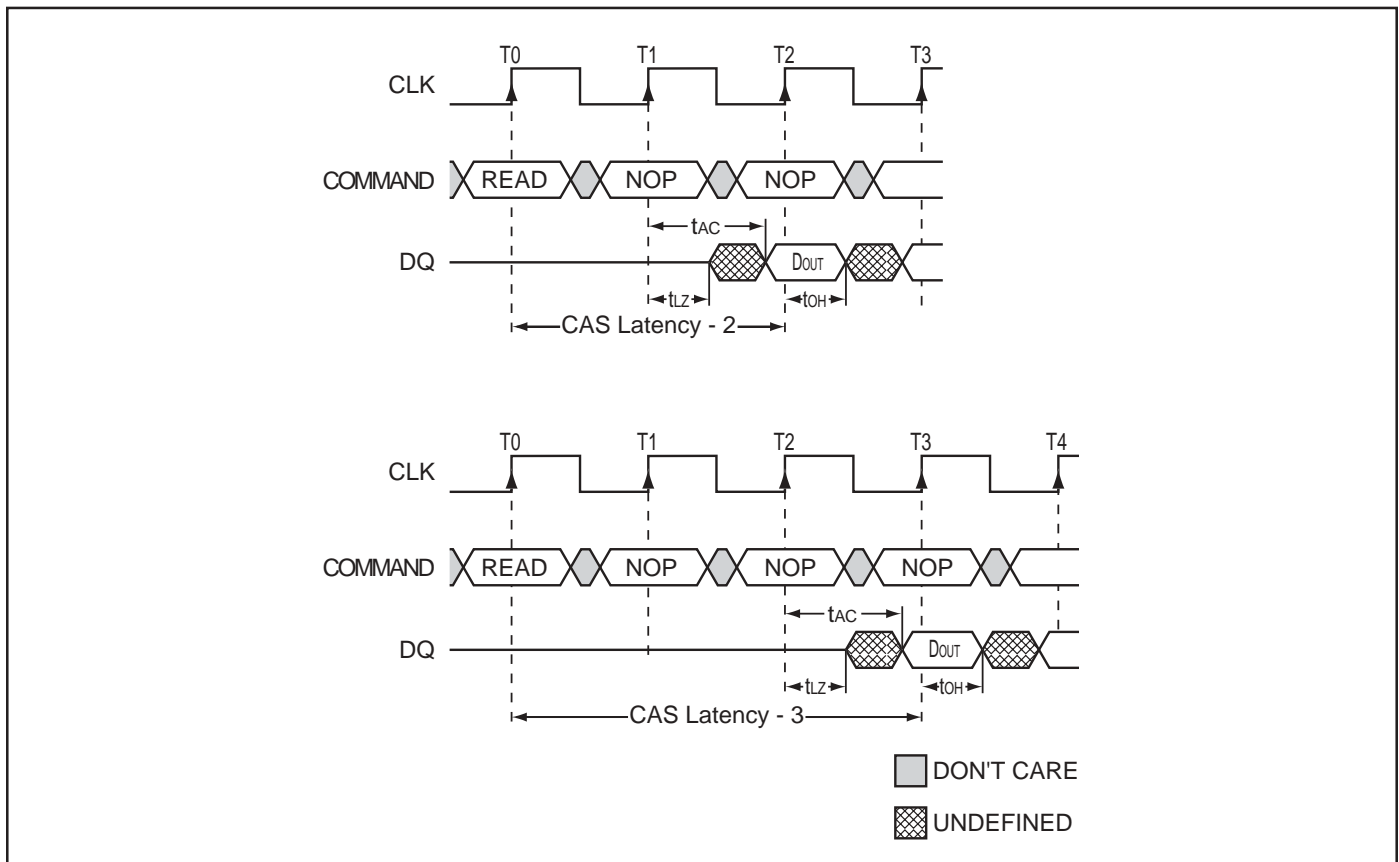 T0 T1 T2 T3
CLK
COMMAND READ NOP NOP
tAC
DQ DOUT
tLZ tOH
CAS Latency - 2
T0 T1 T2 T3 T4
CLK
COMMAND READ NOP NOP NOP
tAC
DQ DOUT
tLZ tOH
CAS Latency - 3
DON'T CARE
UNDEFINED